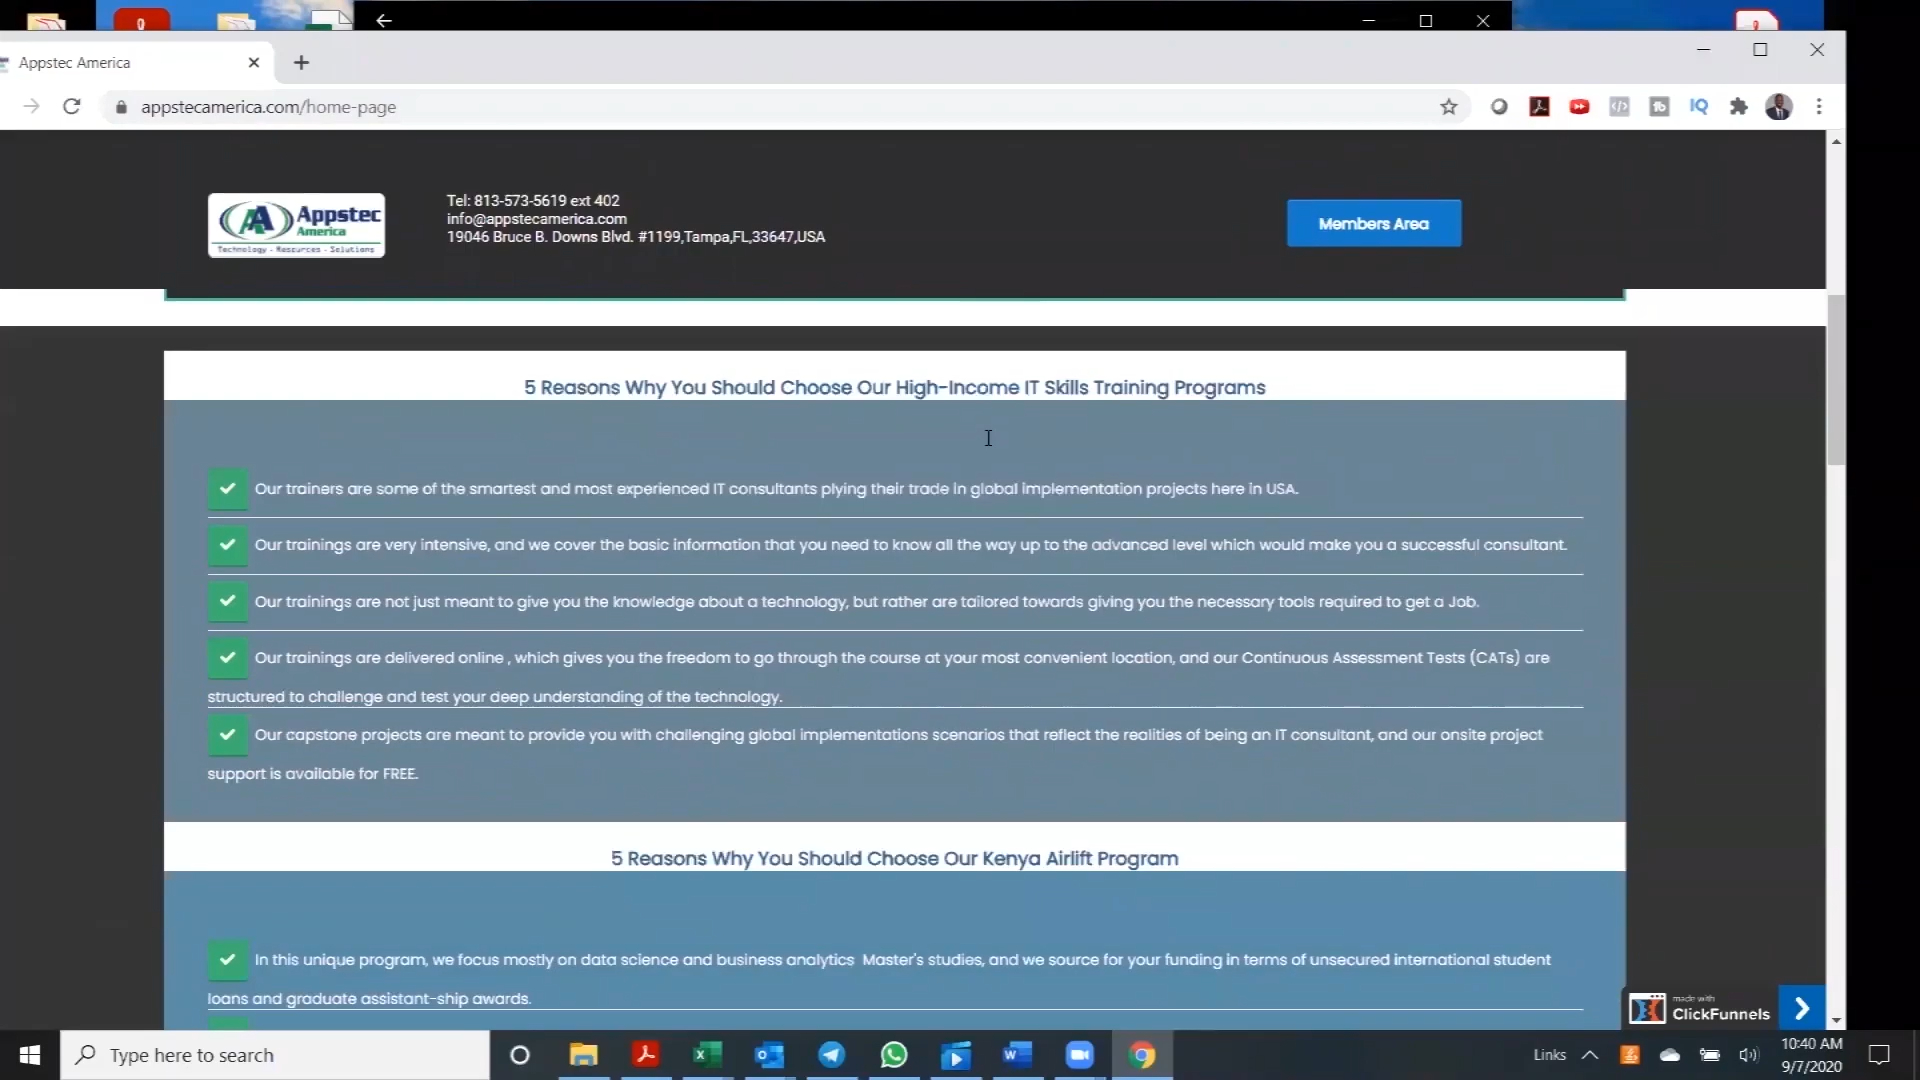 Appstec America
appstecamerica.com/home-page
IQ
Appstec
America
Technology - Resources - Solutions
Tel: 813-573-5619 ext 402
info@appstecamerica.com
19046 Bruce B. Downs Blvd. #1199,Tampa,FL,33647,USA
Members Area
5 Reasons Why You Should Choose Our High-Income IT Skills Training Programs
Our trainers are some of the smartest and most experienced IT consultants plying their trade in global implementation projects here in USA.
Our trainings are very intensive, and we cover the basic information that you need to know all the way up to the advanced level which would make you a successful consultant.
Our trainings are not just meant to give you the knowledge about a technology, but rather are tailored towards giving you the necessary tools required to get a Job.
Our trainings are delivered online , which gives you the freedom to go through the course at your most convenient location, and our Continuous Assessment Tests (CATs) are
structured to challenge and test your deep understanding of the technology.
Our capstone projects are meant to provide you with challenging global implementations scenarios that reflect the realities of being an IT consultant, and our onsite project
support is available for FREE.
5 Reasons Why You Should Choose Our Kenya Airlift Program
In this unique program, we focus mostly on data science and business analytics Master's studies, and we source for your funding in terms of unsecured international student
loans and graduate assistant-ship awards.
made with
ClickFunnels
Type here to search
Links
10:40 AM
9/7/2020